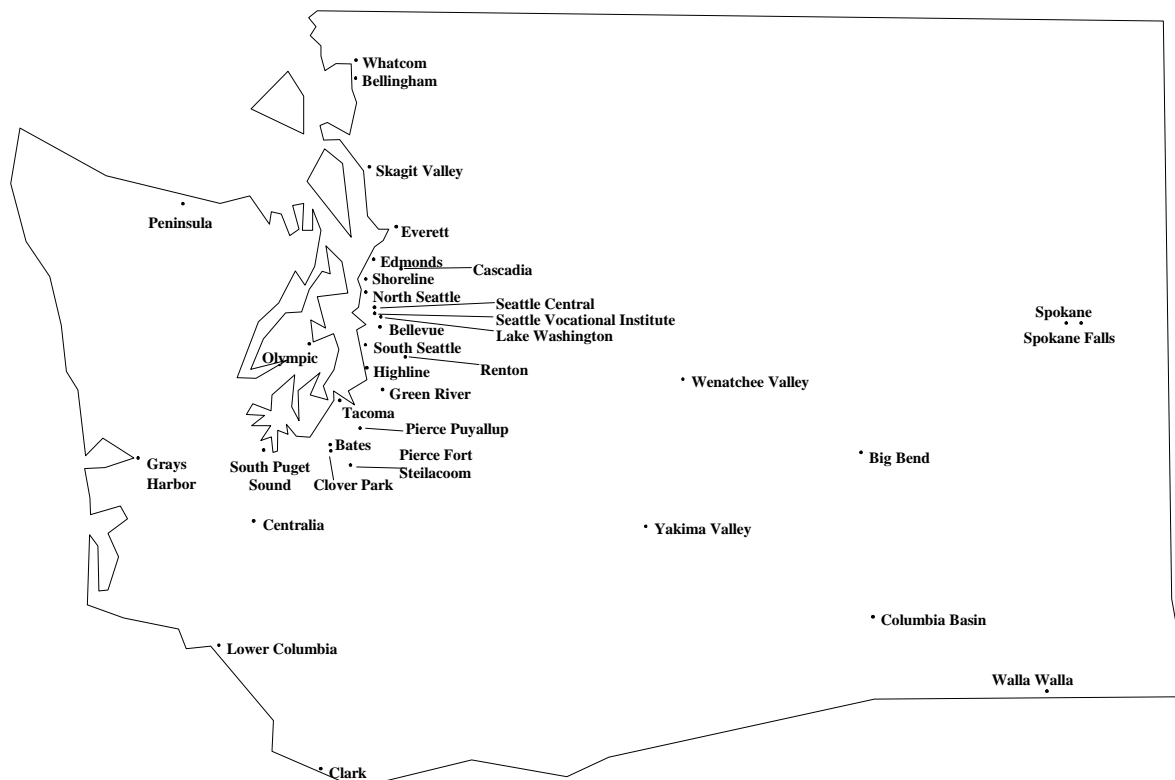 Whatcom
Bellingham
Skagit Valley
Peninsula
Everett
Edmonds
Cascadia
Shoreline
North Seattle
Seattle Central
Seattle Vocational Institute
Lake Washington
Bellevue
Spokane
Spokane Falls
South Seattle
Olympic
Renton
Highline
Wenatchee Valley
Green River
Tacoma
Pierce Puyallup
Bates
Pierce Fort
Steilacoom
Clover Park
South Puget
Sound
Grays
Harbor
Big Bend
Centralia
Yakima Valley
Columbia Basin
Lower Columbia
Walla Walla
Clark